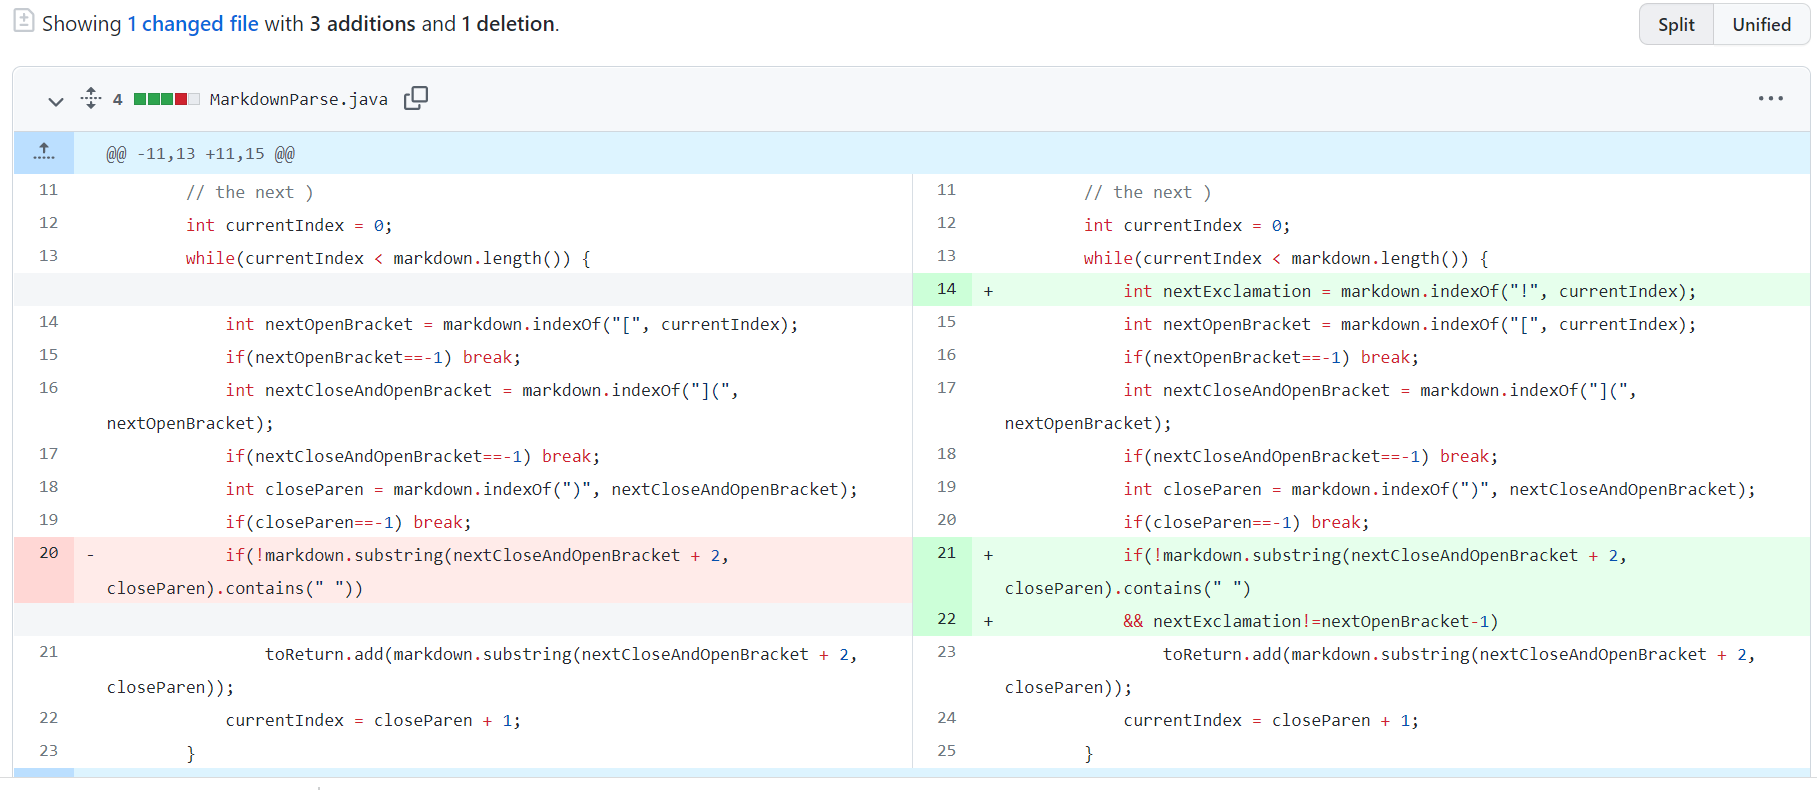 Showing 1 changed file with 3 additions and 1 deletion.
Split Unified
4 MarkdownParse.java
@@ -11,13 +11,15 @@
11 // the next )
12 int currentIndex = 0;
13 while(currentIndex < markdown.length()) {
14 int nextOpenBracket = markdown.indexOf("[", currentIndex);
15 if(nextOpenBracket==-1) break;
16 int nextCloseAndOpenBracket = markdown.indexOf("](",
nextOpenBracket);
17 if(nextCloseAndOpenBracket==-1) break;
18 int closeParen = markdown.indexOf(")", nextCloseAndOpenBracket);
19 if(closeParen==-1) break;
20 - if(!markdown.substring(nextCloseAndOpenBracket + 2,
closeParen).contains(" "))
21 toReturn.add(markdown.substring(nextCloseAndOpenBracket + 2,
closeParen));
22 currentIndex = closeParen + 1;
23 }
11 // the next )
12 int currentIndex = 0;
13 while(currentIndex < markdown.length()) {
14 + int nextExclamation = markdown.indexOf("!", currentIndex);
15 int nextOpenBracket = markdown.indexOf("[", currentIndex);
16 if(nextOpenBracket==-1) break;
17 int nextCloseAndOpenBracket = markdown.indexOf("](",
nextOpenBracket);
18 if(nextCloseAndOpenBracket==-1) break;
19 int closeParen = markdown.indexOf(")", nextCloseAndOpenBracket);
20 if(closeParen==-1) break;
21 + if(!markdown.substring(nextCloseAndOpenBracket + 2,
closeParen).contains(" ")
22 + && nextExclamation!=nextOpenBracket-1)
23 toReturn.add(markdown.substring(nextCloseAndOpenBracket + 2,
closeParen));
24 currentIndex = closeParen + 1;
25 }